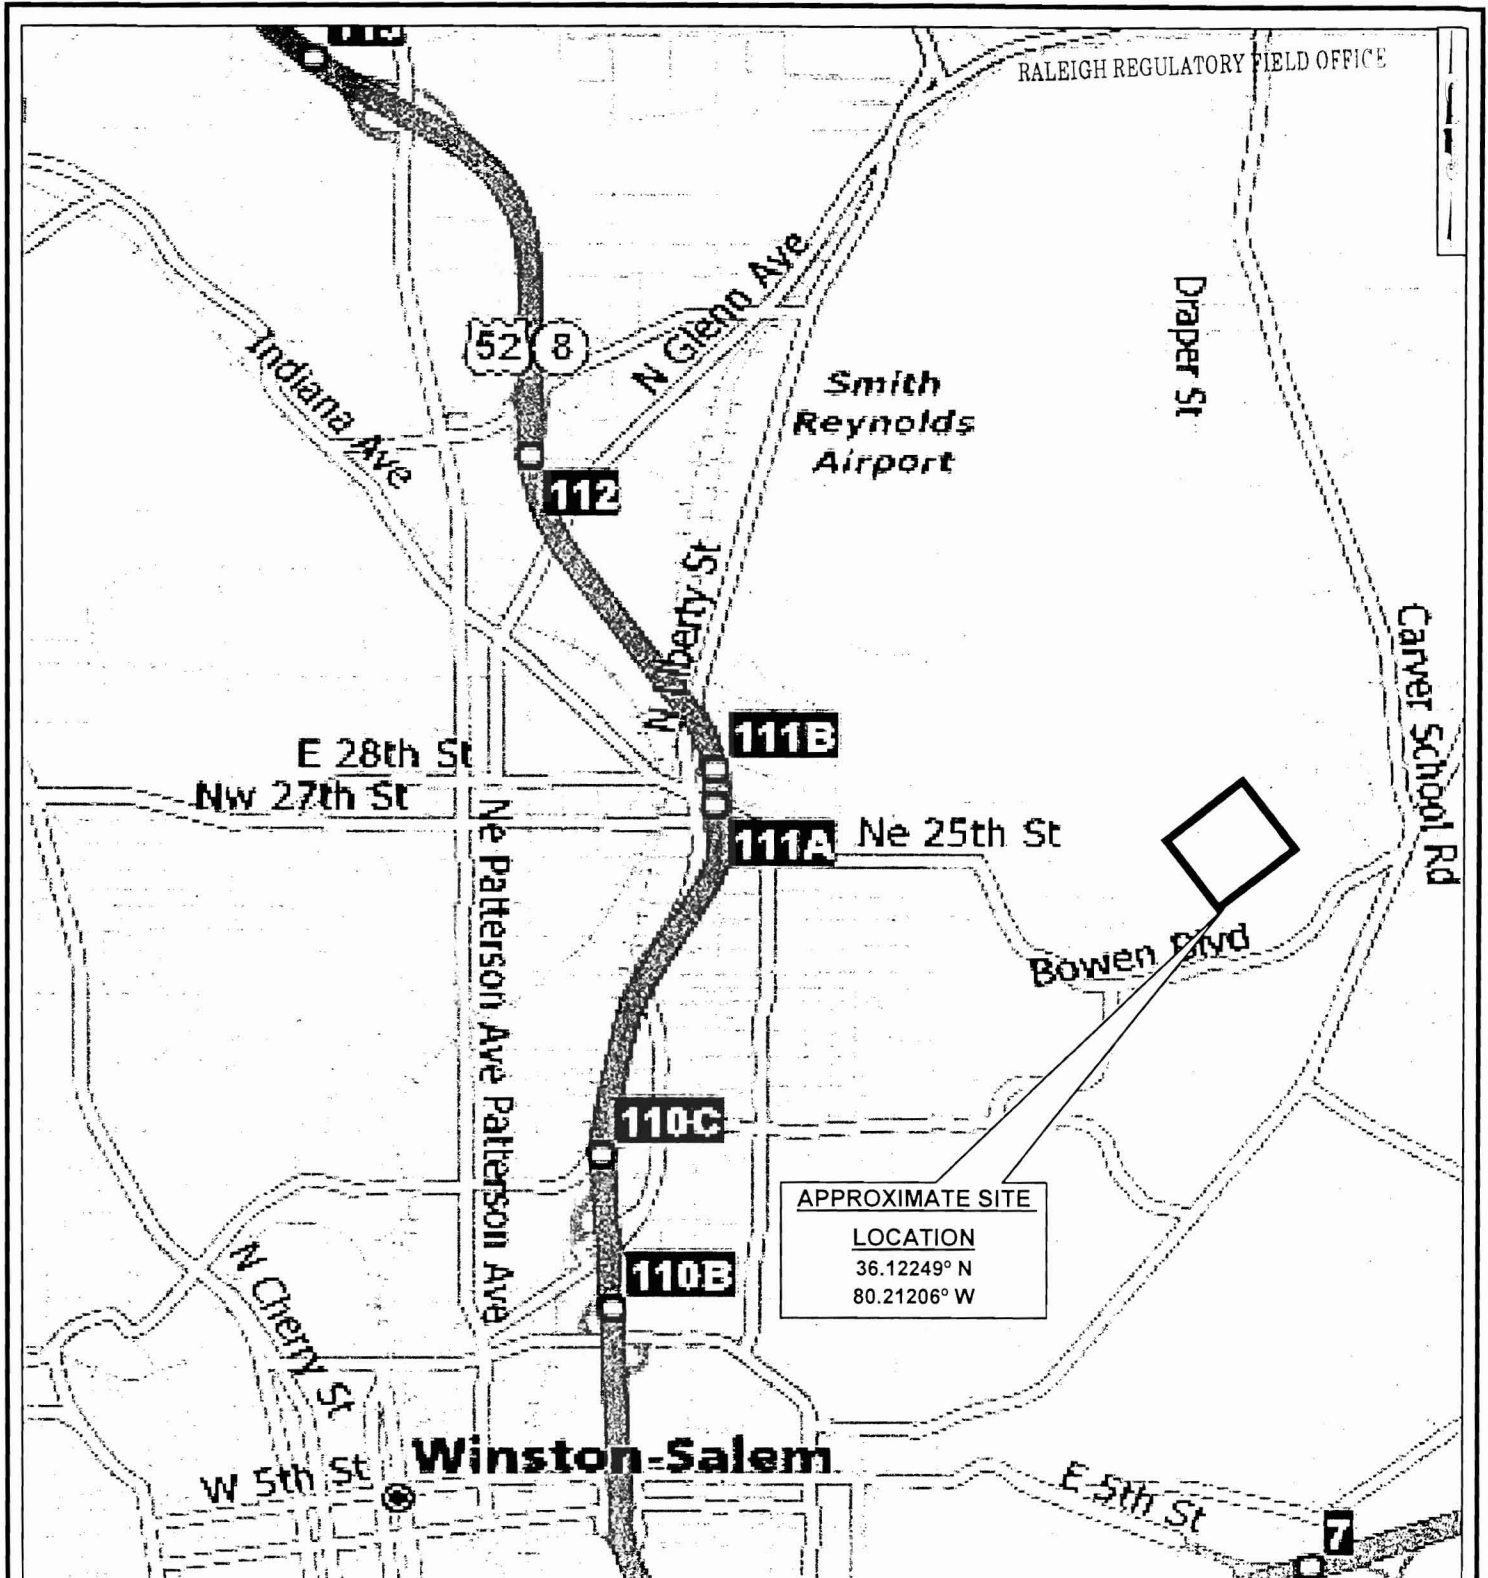 113
RALEIGH REGULATORY FIELD OFFICE
N Glenn Ave
Draper St
52
8
Indiana Ave
Smith
Reynolds
Airport
112
N Liberty St
Carver School Rd
111B
E 28th St
Nw 27th St
Ne 25th St
111A
Ne Patterson Ave Patterson Ave
Bowen Blvd
110C
APPROXIMATE SITE
LOCATION
36.12249° N
80.21206° W
110B
N Cherry St
Winston-Salem
W 5th St
E 5th St
7